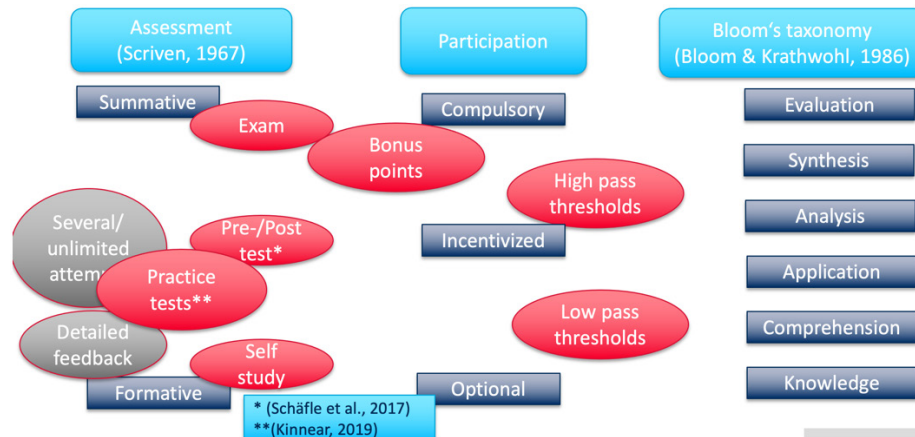 Assessment
(Scriven, 1967)
Participation
Bloom‘s taxonomy
(Bloom & Krathwohl, 1986)
Summative
Exam
Compulsory
Bonus
points
Evaluation
Synthesis
High pass
thresholds
Several/
unlimited
Pre-/Post
test*
Incentivized
Analysis
Practice
tests**
Application
Low pass
thresholds
Comprehension
Detailed
feedback
Self
study
Formative
Optional
Knowledge
* (Schäfle et al., 2017)
**(Kinnear, 2019)